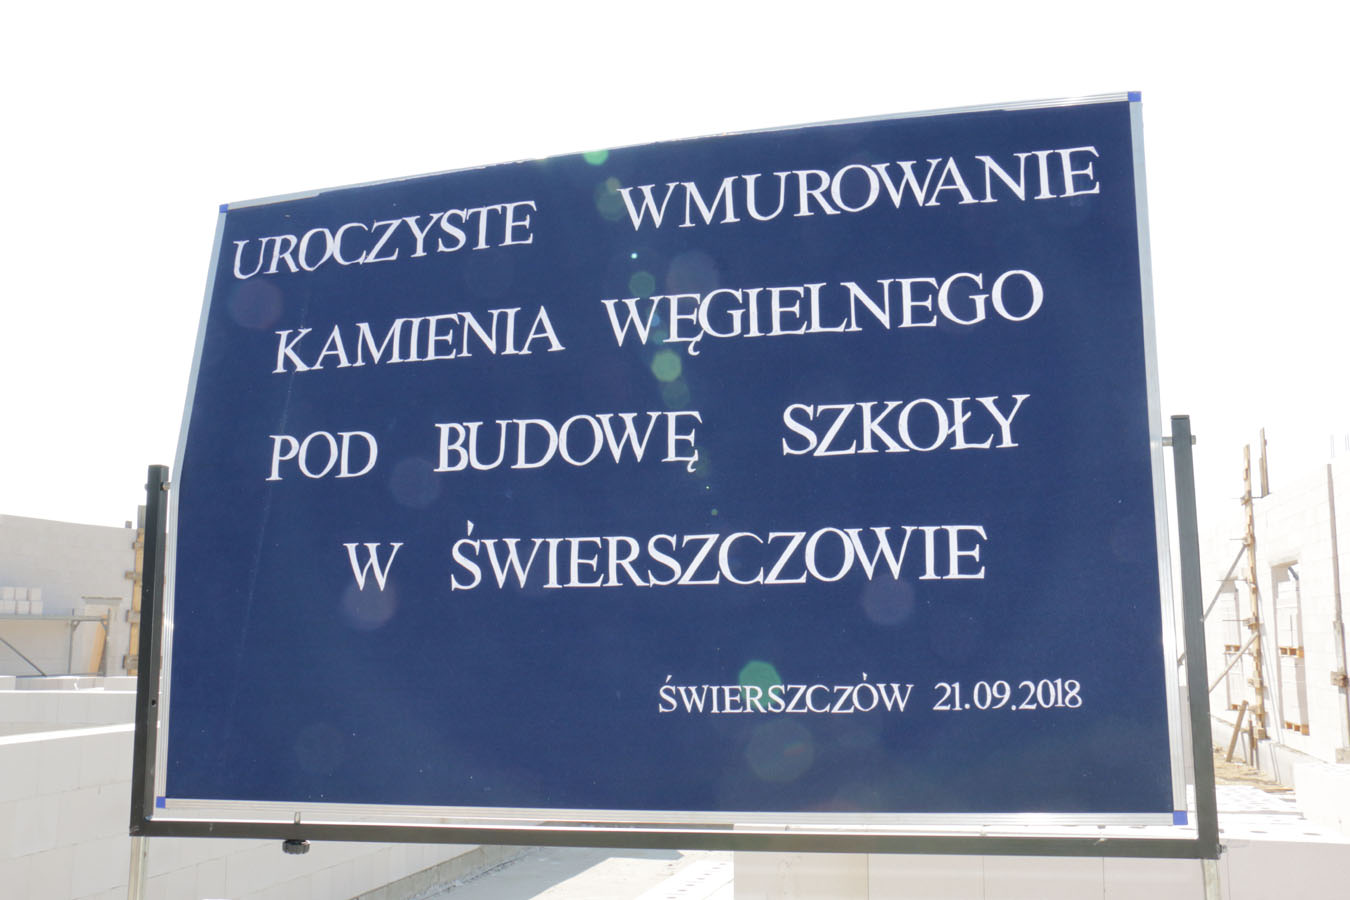 UROCZYSTE WMUROWANIE
KAMIENIA WĘGIELNEGO
POD BUDOWĘ SZKOŁY
W ŚWIERSZCZOWIE
ŚWIERSZCZÓW 21.09.2018